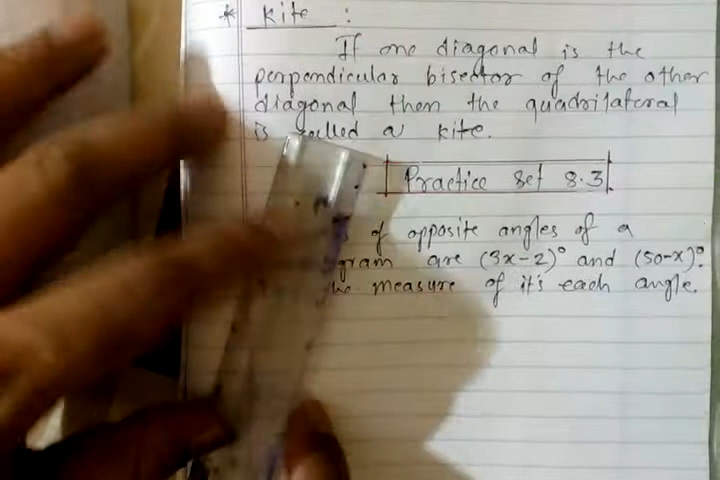 * kite :
If one diagonal is the
perpendicular bisector of the other
diagonal then the quadrilateral
is called a kite.
Practice Set 8.3
of opposite angles of a
gram are (3x-2)° and (50-x)°.
measure of it's each angle.